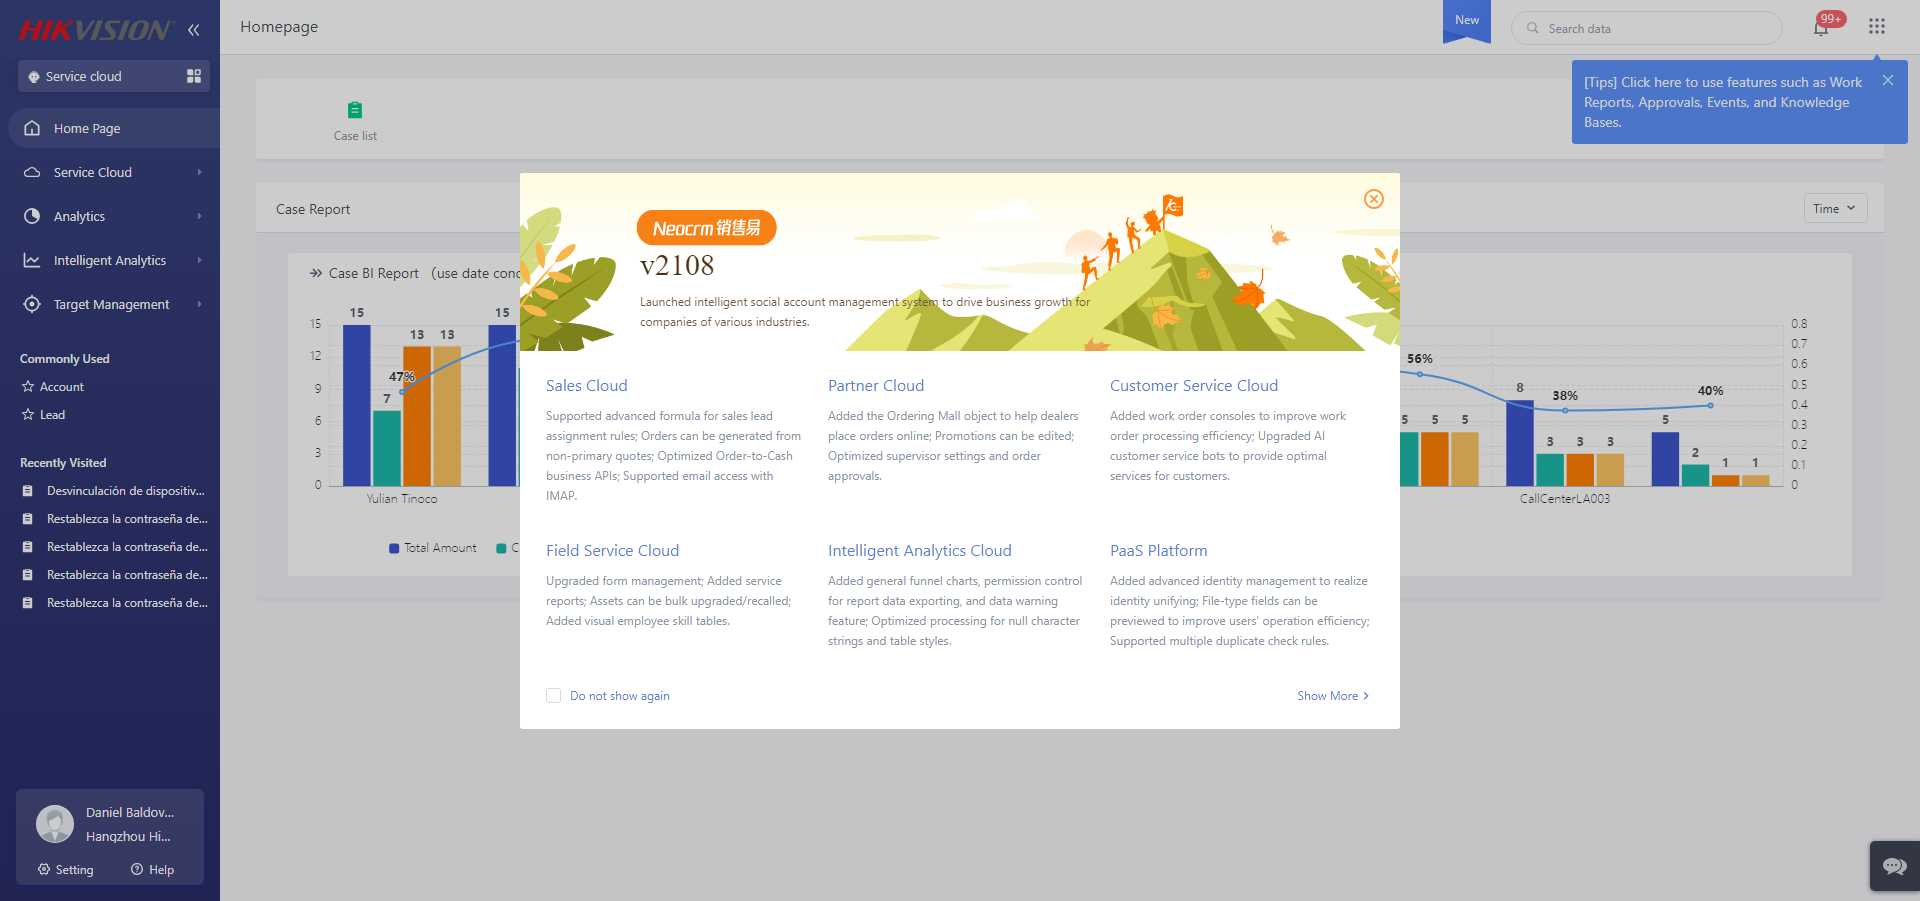 HIKVISION
Service cloud
Home Page
Service Cloud
Analytics
Intelligent Analytics
Target Management
Commonly Used
Account
Lead
Recently Visited
Desvinculación de dispositiv...
Restablezca la contraseña de...
Restablezca la contraseña de...
Restablezca la contraseña de...
Restablezca la contraseña de...
Daniel Baldov...
Hangzhou Hi...
Setting
Help
Homepage
New
Search data
99+
[Tips] Click here to use features such as Work
Reports, Approvals, Events, and Knowledge
Bases.
Case list
Case Report
Time
Case BI Report (use date conc
15
12
9
6
3
0
15
7
13
13
15
47%
Yulian Tinoco
Total Amount
C
56%
5
5
5
8
38%
3
3
3
40%
5
2
1
1
CallCenterLA003
0.8
0.7
0.6
0.5
0.4
0.3
0.2
0.1
0
Neocrm 销售易
v2108
Launched intelligent social account management system to drive business growth for
companies of various industries.
Sales Cloud
Supported advanced formula for sales lead
assignment rules; Orders can be generated from
non-primary quotes; Optimized Order-to-Cash
business APIs; Supported email access with
IMAP.
Partner Cloud
Added the Ordering Mall object to help dealers
place orders online; Promotions can be edited;
Optimized supervisor settings and order
approvals.
Customer Service Cloud
Added work order consoles to improve work
order processing efficiency; Upgraded AI
customer service bots to provide optimal
services for customers.
Field Service Cloud
Upgraded form management; Added service
reports; Assets can be bulk upgraded/recalled;
Added visual employee skill tables.
Intelligent Analytics Cloud
Added general funnel charts, permission control
for report data exporting, and data warning
feature; Optimized processing for null character
strings and table styles.
PaaS Platform
Added advanced identity management to realize
identity unifying; File-type fields can be
previewed to improve users' operation efficiency;
Supported multiple duplicate check rules.
Do not show again
Show More